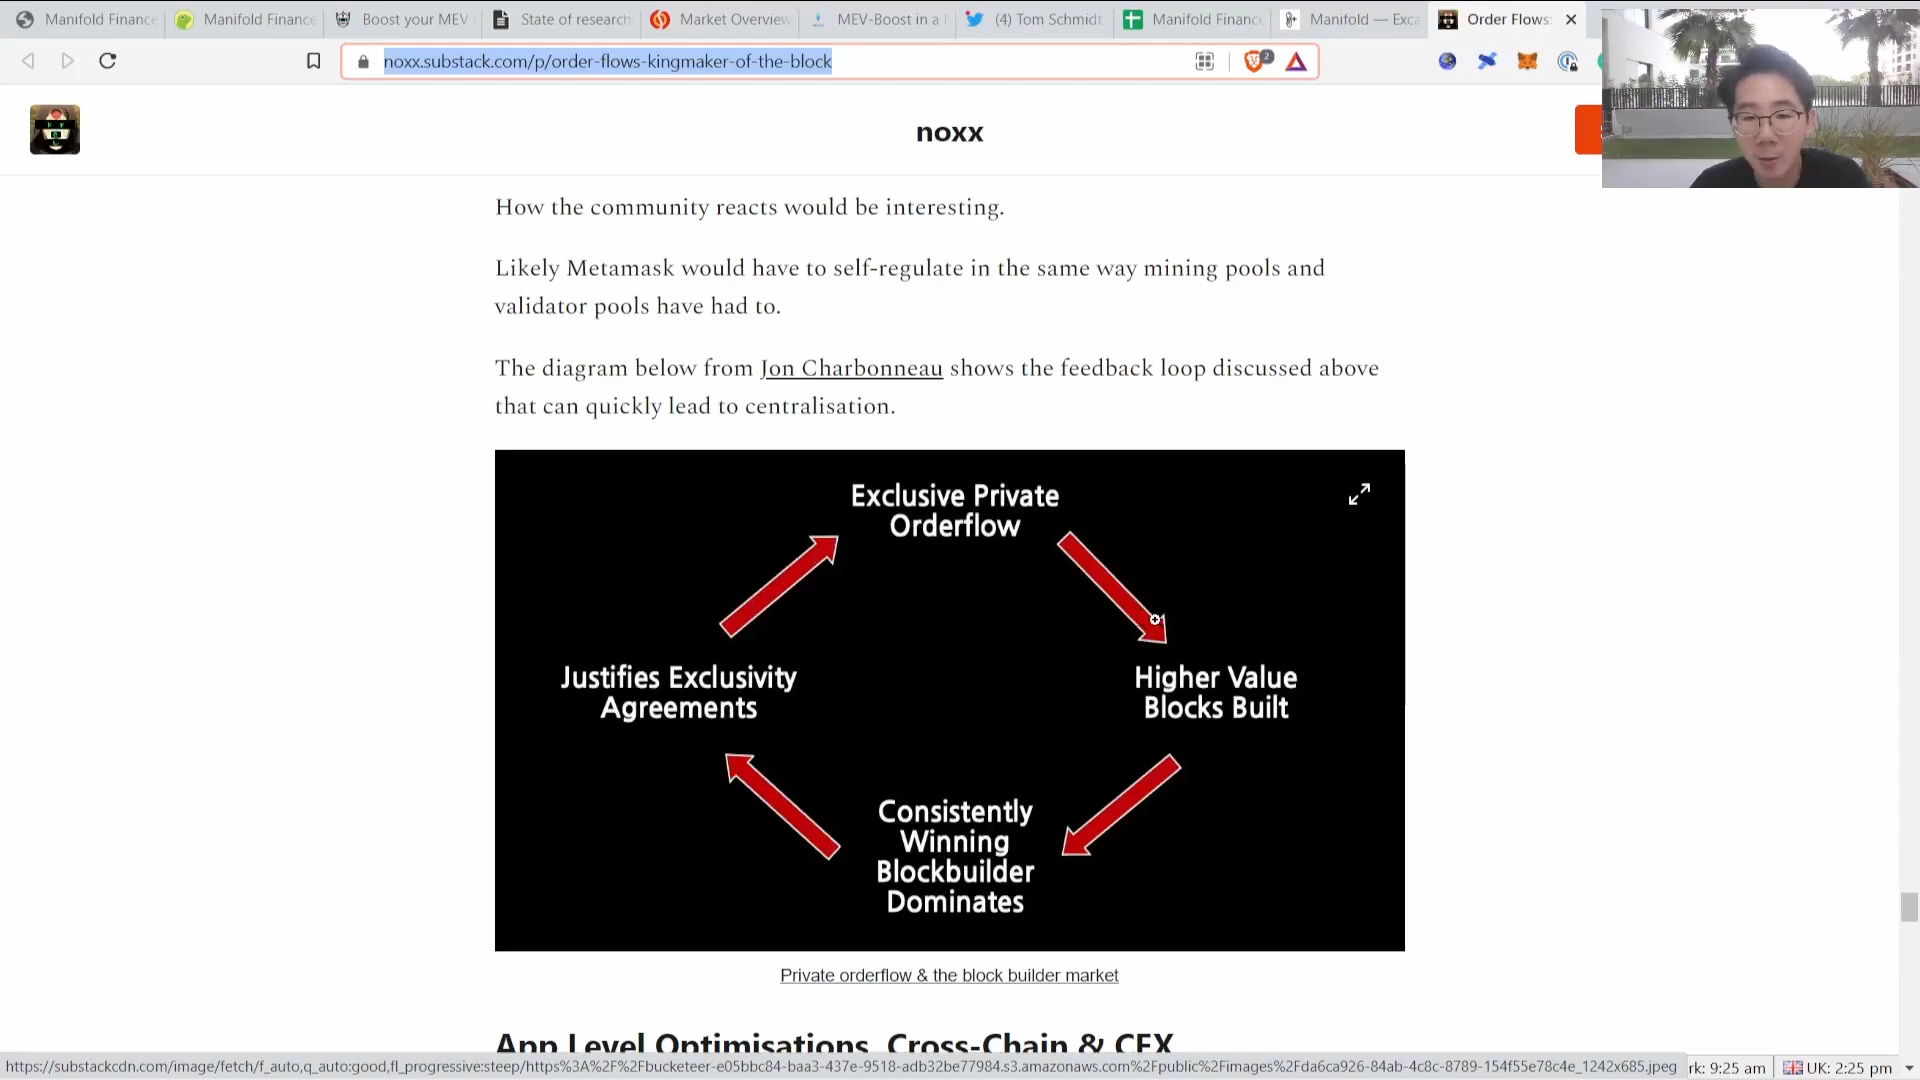 Manifold Finance
Manifold Finance
Boost your MEV
State of research
Market Overview
MEV-Boost in a
(4) Tom Schmidt
Manifold Finance
Manifold — Exca
Order Flows:
noxx.substack.com/p/order-flows-kingmaker-of-the-block
2
noxx
How the community reacts would be interesting.
Likely Metamask would have to self-regulate in the same way mining pools and
validator pools have had to.
The diagram below from Jon Charbonneau shows the feedback loop discussed above
that can quickly lead to centralisation.
Exclusive Private
Orderflow
Justifies Exclusivity
Agreements
Higher Value
Blocks Built
Consistently
Winning
Blockbuilder
Dominates
Private orderflow & the block builder market
App Level Optimisations, Cross-Chain & CEX
https://substackcdn.com/image/fetch/f_auto,q_auto:good,fl_progressive:steep/https%3A%2F%2Fbucketeer-e05bbc84-baa3-437e-9518-adb32be77984.s3.amazonaws.com%2Fpublic%2Fimages%2Fda6ca926-84ab-4c8c-8789-154f55e78c4e_1242x685.jpeg
rk: 9:25 am
UK: 2:25 pm